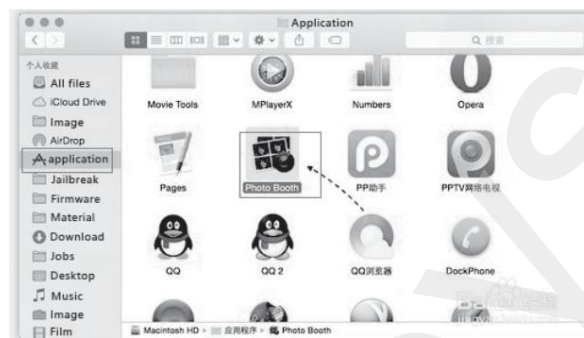 Application
搜索
个人收藏
All files
iCloud Drive
Image
AirDrop
application
Jailbreak
Firmware
Material
Download
Jobs
Desktop
Music
Image
Film
Movie Tools
MPlayerX
Numbers
Opera
Pages
Photo Booth
PP助手
PPTV网络电视
QQ
QQ 2
QQ浏览器
DockPhone
Macintosh HD
应用程序
Photo Booth